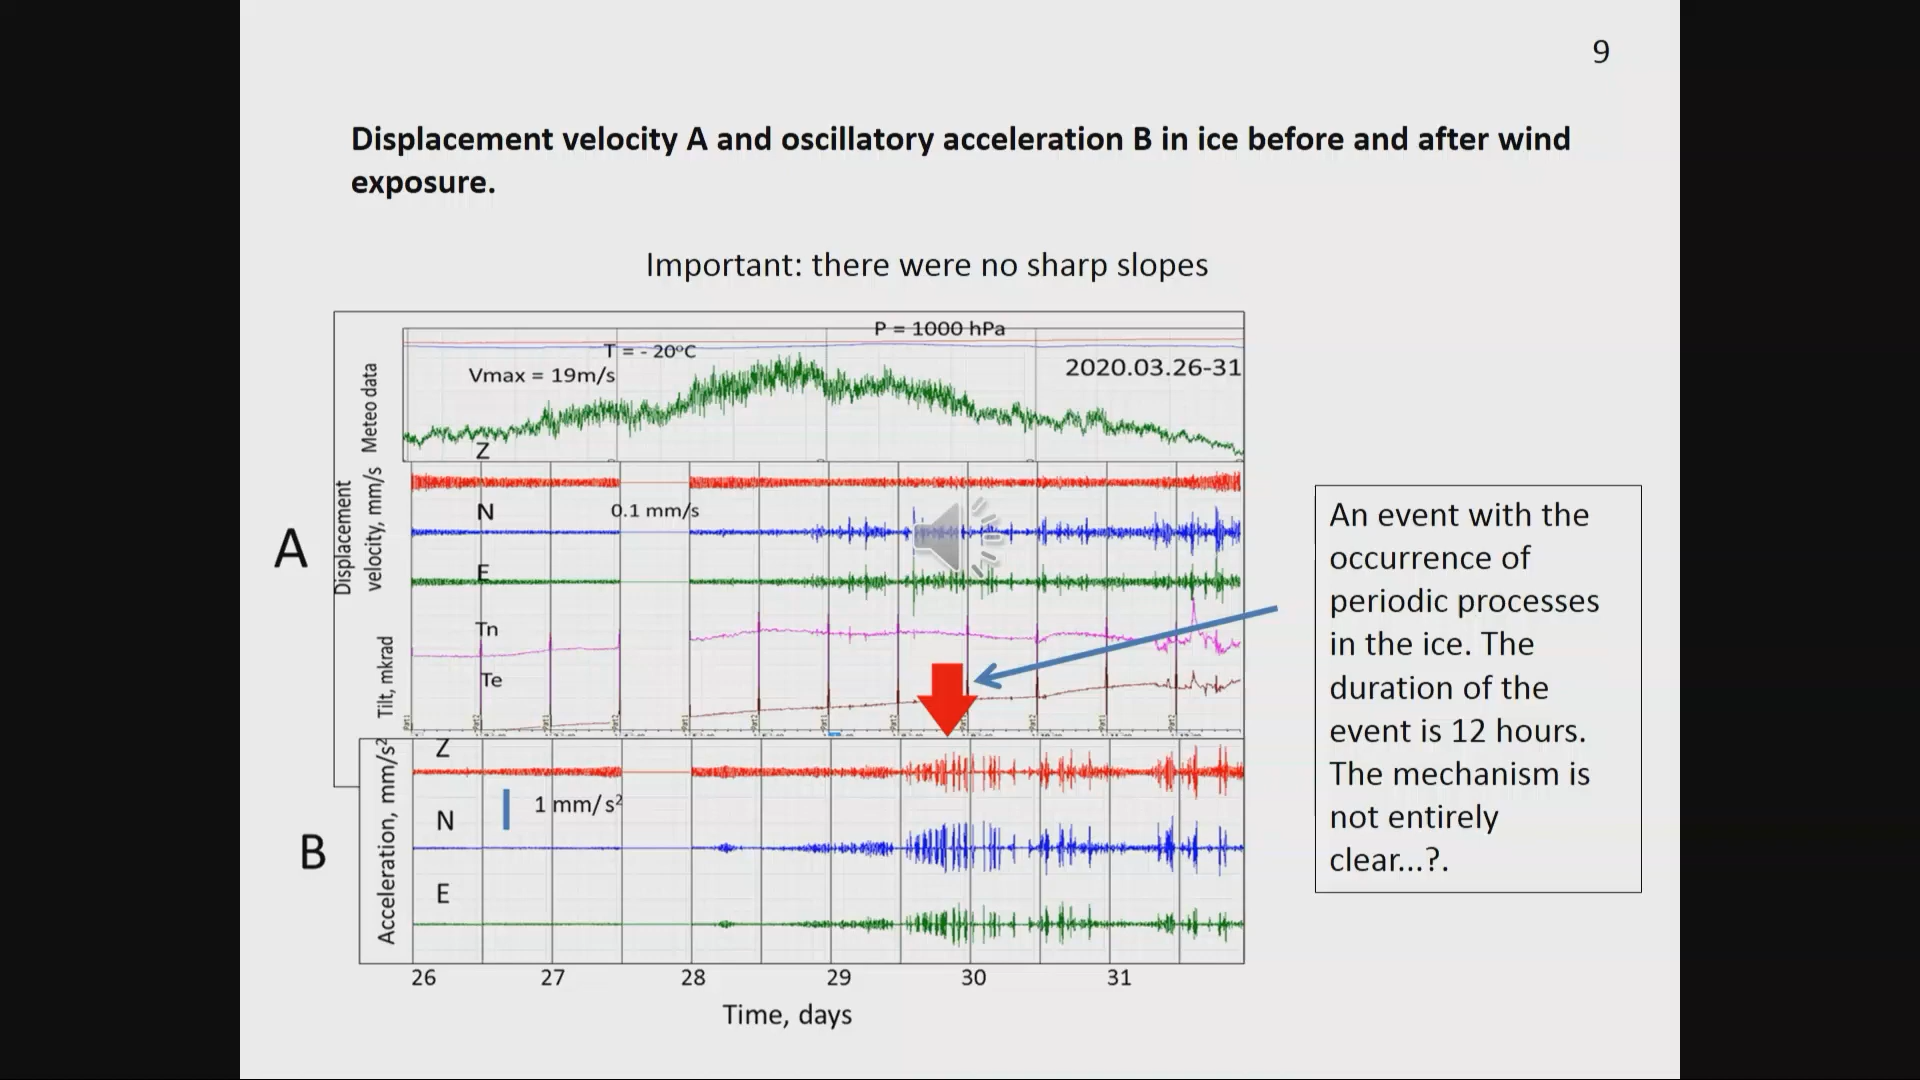 9
Displacement velocity A and oscillatory acceleration B in ice before and after wind
exposure.
Important: there were no sharp slopes
P = 1000 hPa
T = - 20°C
2020.03.26-31
Vmax = 19m/s
Meteo data
Z
N
0.1 mm/s
E
Displacement
velocity, mm/s
A
Tn
Te
Tilt, mkrad
An event with the
occurrence of
periodic processes
in the ice. The
duration of the
event is 12 hours.
The mechanism is
not entirely
clear...?.
Z
1 mm/s²
N
B
E
Acceleration, mm/s²
26 27 28 29 30 31
Time, days